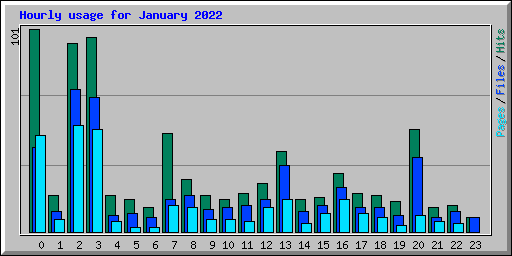 Hourly usage for January 2022
101
Pages/Files/Hits
0 1 2 3 4 5 6 7 8 9 10 11 12 13 14 15 16 17 18 19 20 21 22 23